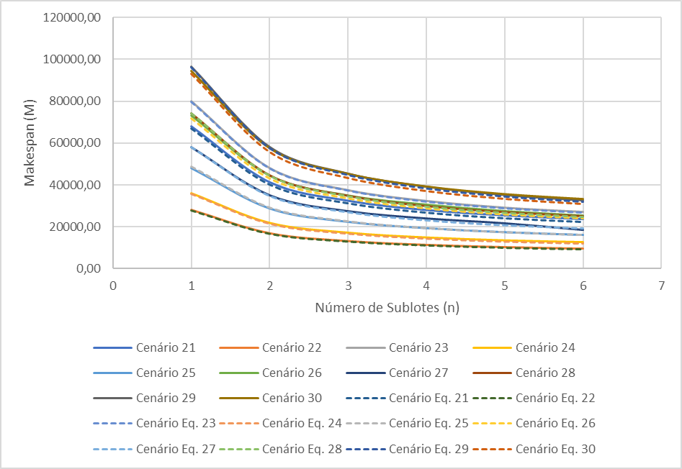 120000,00
100000,00
80000,00
60000,00
40000,00
20000,00
0,00
Makespan (M)
0 1 2 3 4 5 6 7
Número de Sublotes (n)
Cenário 21 Cenário 22 Cenário 23 Cenário 24
Cenário 25 Cenário 26 Cenário 27 Cenário 28
Cenário 29 Cenário 30 Cenário Eq. 21 Cenário Eq. 22
Cenário Eq. 23 Cenário Eq. 24 Cenário Eq. 25 Cenário Eq. 26
Cenário Eq. 27 Cenário Eq. 28 Cenário Eq. 29 Cenário Eq. 30